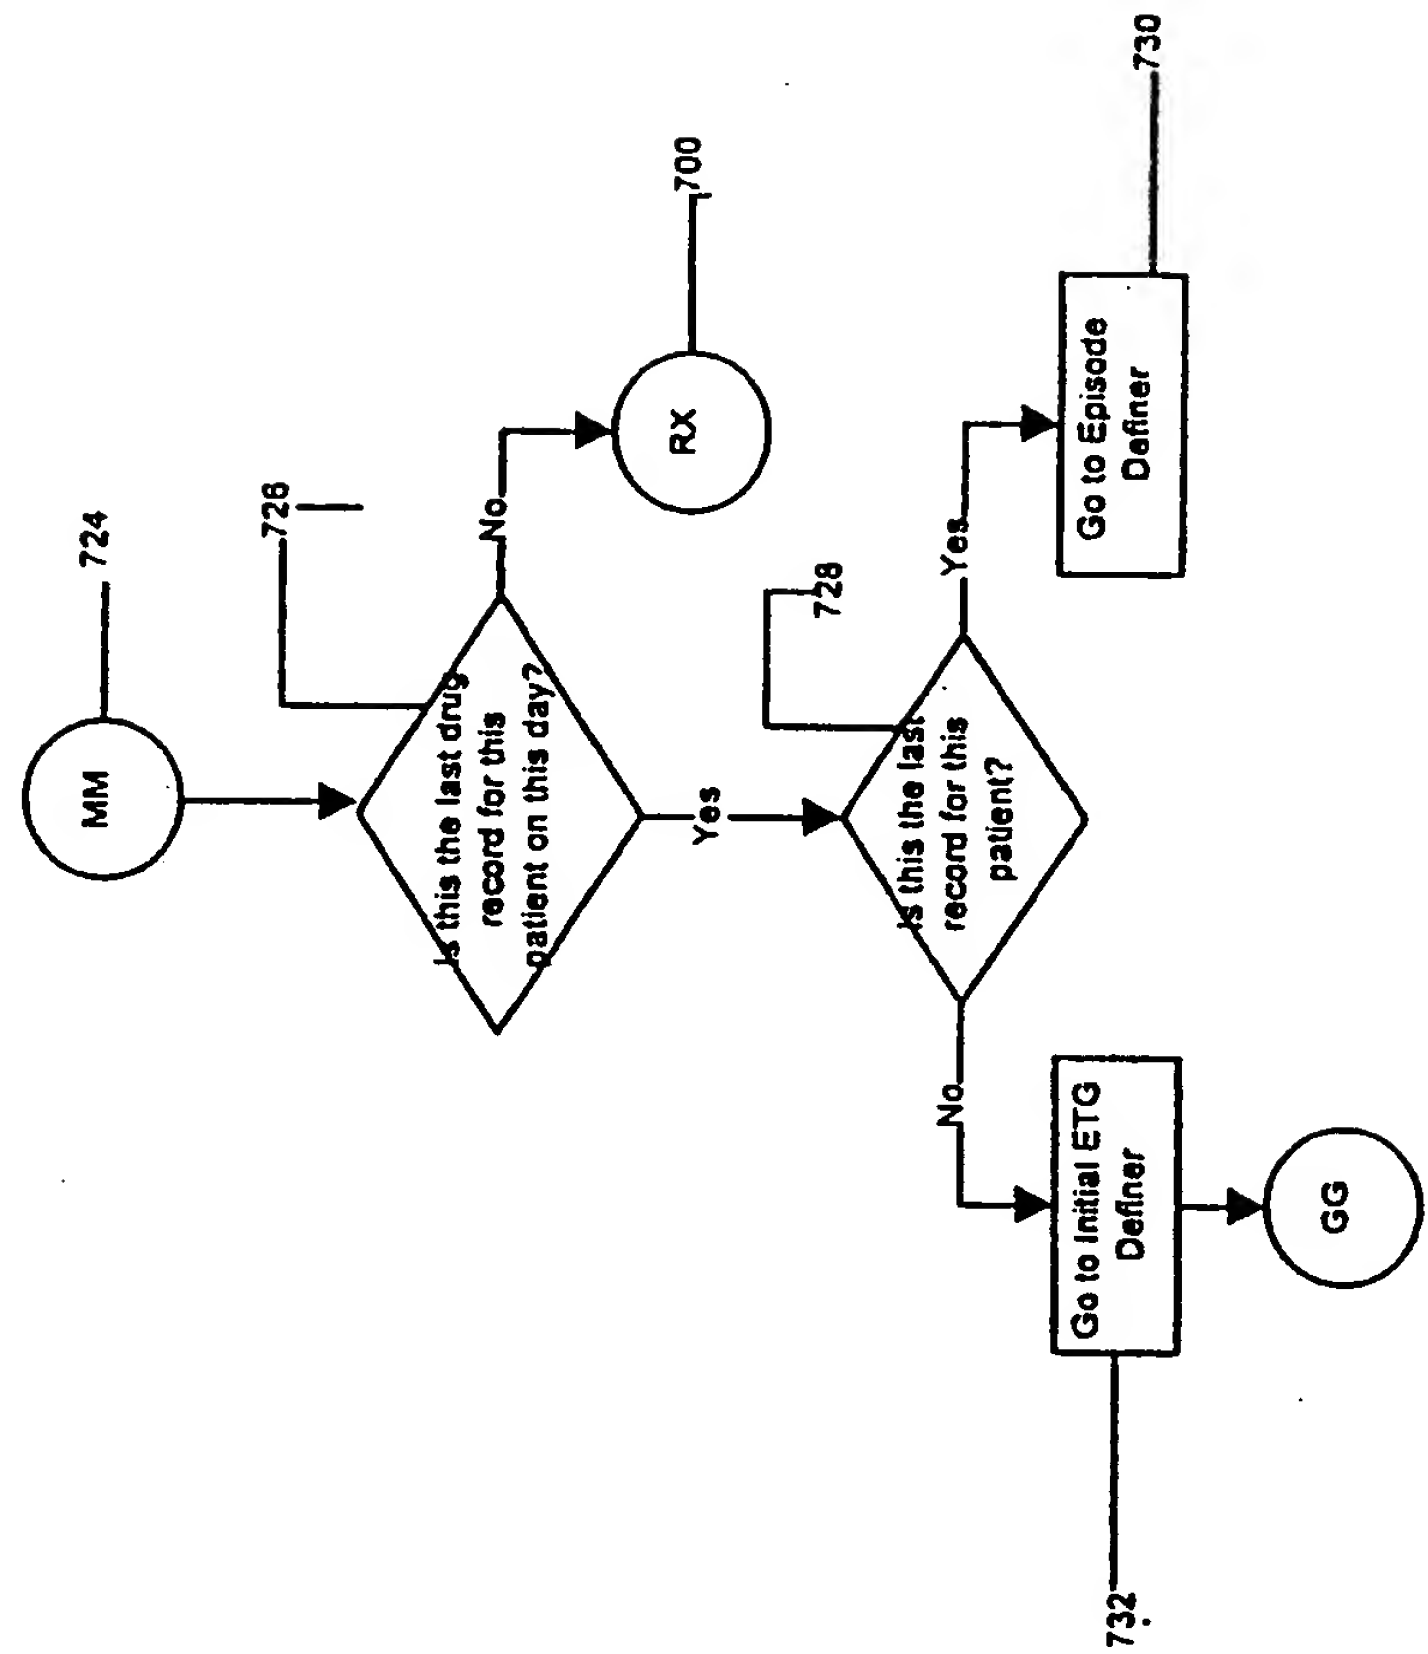 MM
724
726
Is this the last drug
record for this
patient on this day?
No
RX
700
Yes
728
Is this the last
record for this
patient?
Yes
Go to Episode
Definer
730
No
Go to Initial ETG
Definer
732
GG